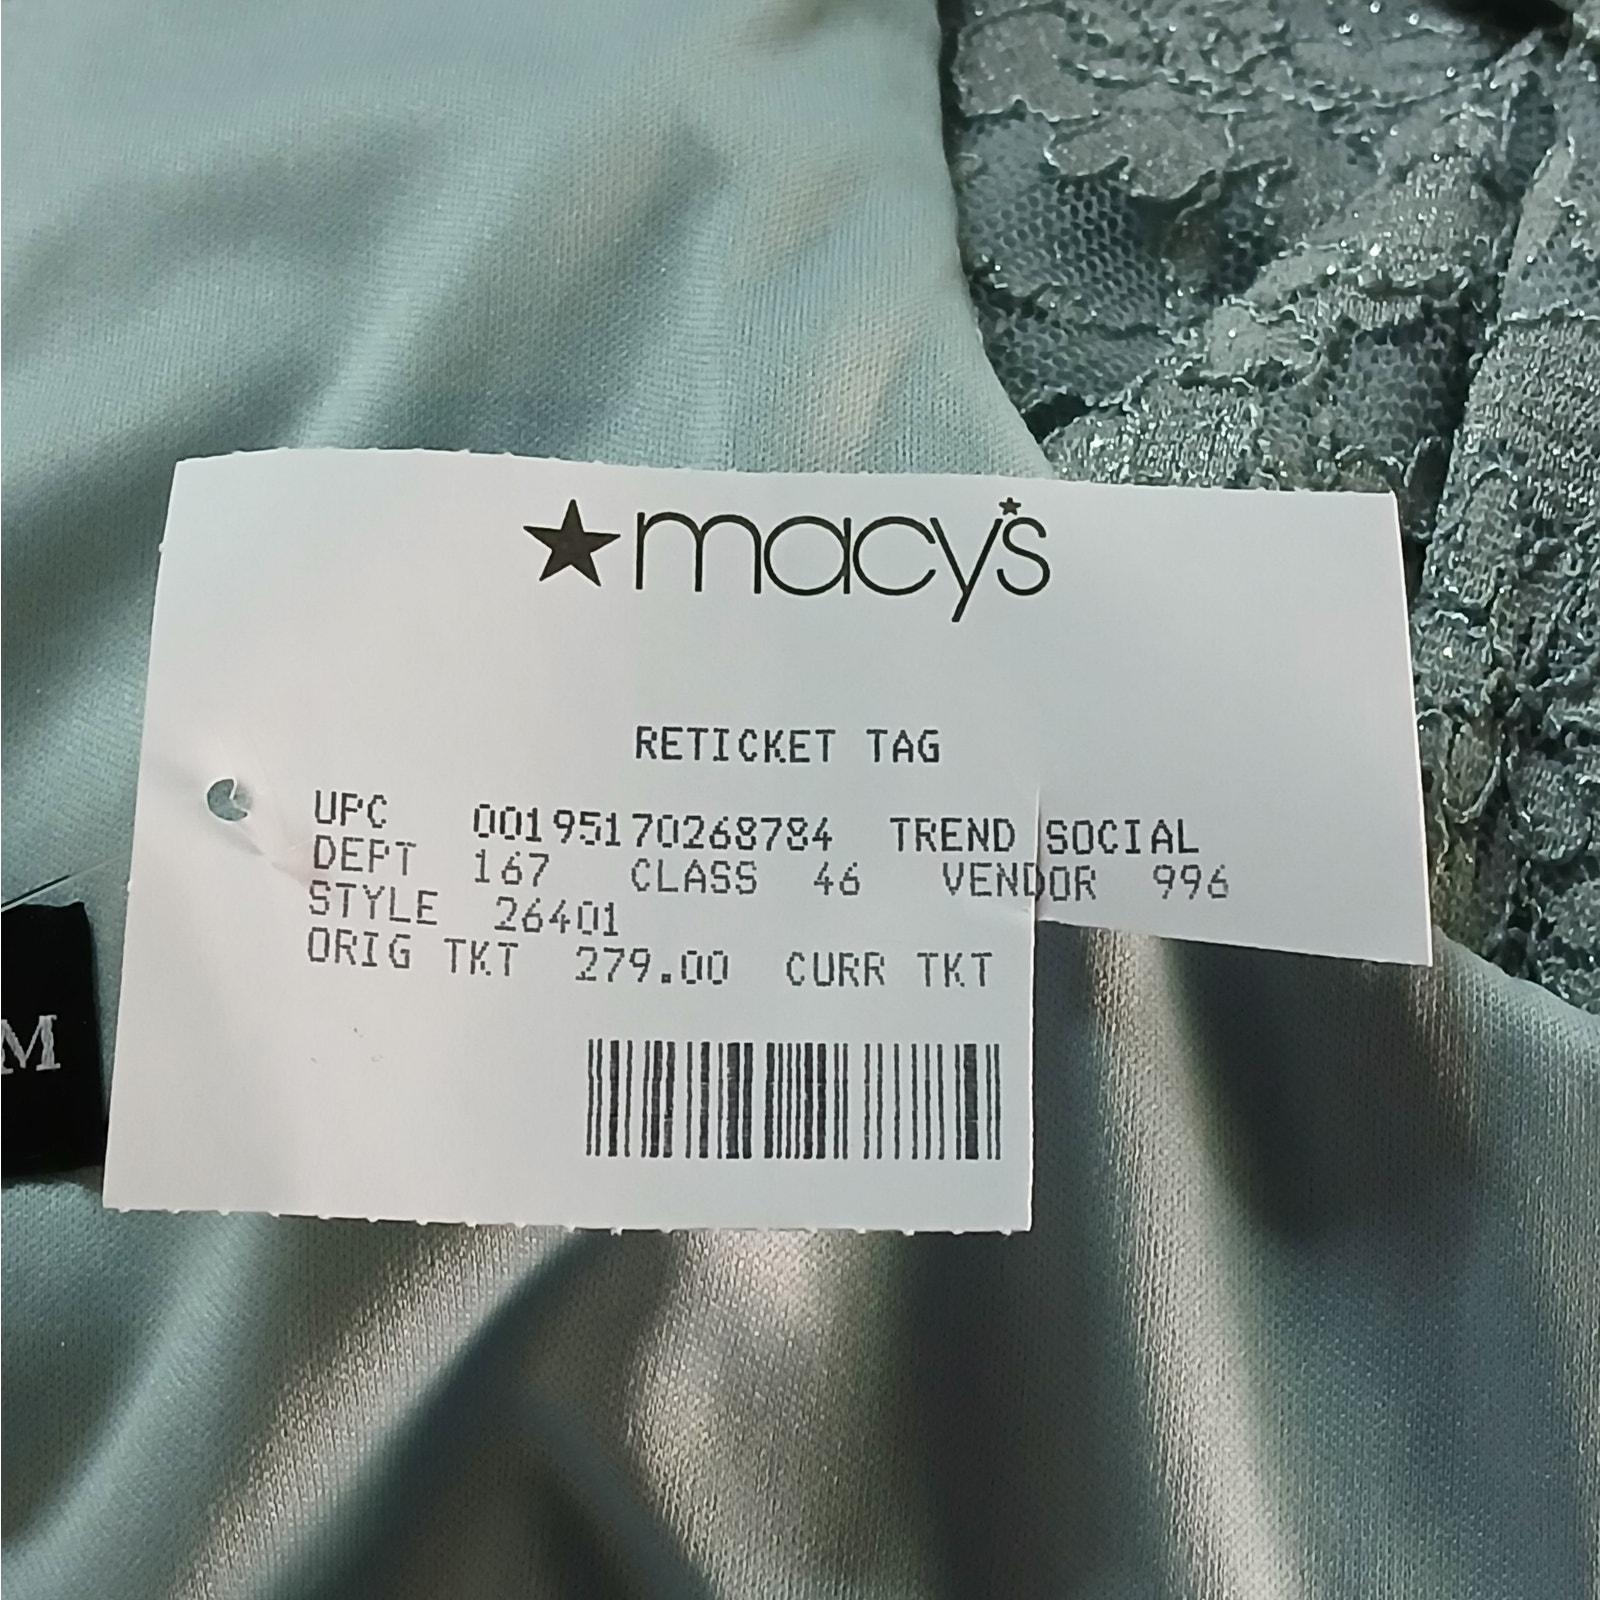 ★macy's
RETICKET TAG
UPC 00195170268784 TREND SOCIAL
DEPT 167 CLASS 46 VENDOR 996
STYLE 26401
ORIG TKT 279.00 CURR TKT
M